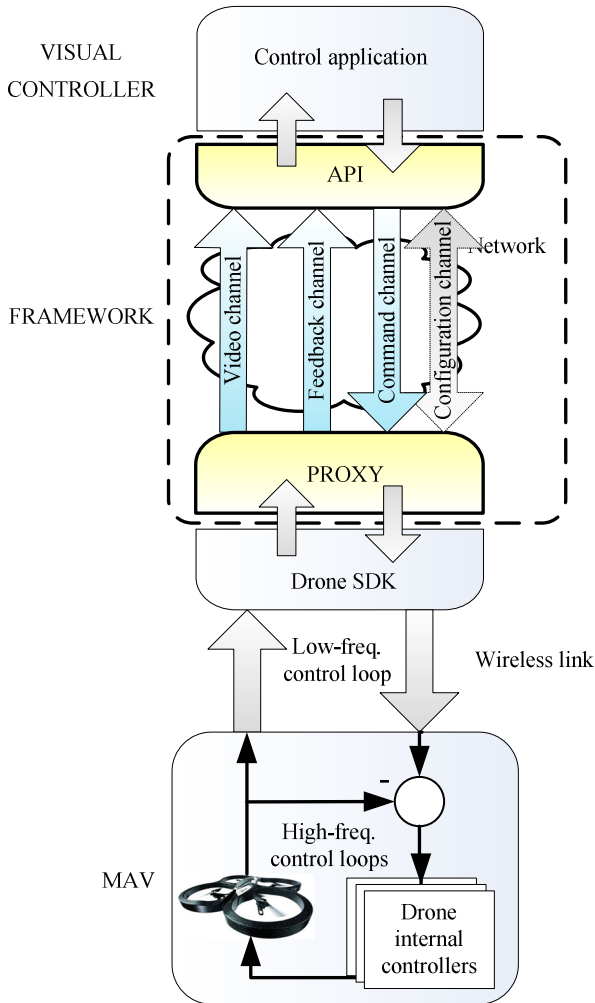 VISUAL
CONTROLLER
Control application
API
Network
FRAMEWORK
Video channel
Feedback channel
Command channel
Configuration channel
PROXY
Drone SDK
Low-freq.
control loop
Wireless link
-
High-freq.
control loops
MAV
Drone
internal
controllers